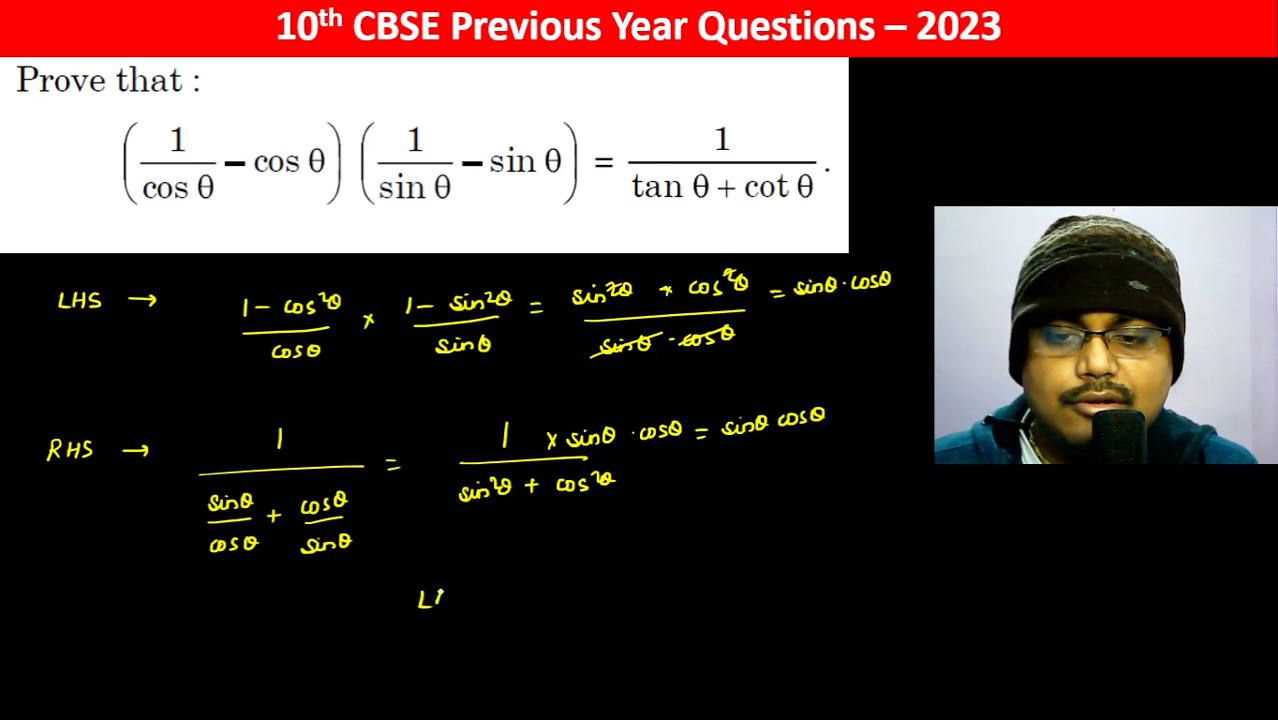 10th CBSE Previous Year Questions – 2023
Prove that :
(1/cos θ − cos θ) (1/sin θ − sin θ) = 1/(tan θ + cot θ).
LHS → (1 − cos²θ)/cosθ × (1 − sin²θ)/sinθ = (sin²θ × cos²θ)/(sinθ · cosθ) = sinθ · cosθ
RHS → 1/(sinθ/cosθ + cosθ/sinθ) = 1/(sin²θ + cos²θ) × sinθ · cosθ = sinθ cosθ
LI